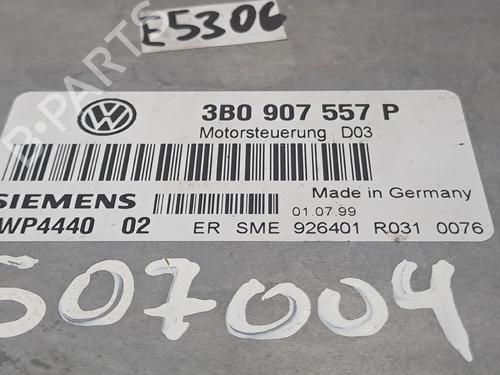 E5306
B-PARTS
3B0 907 557 P
Motorsteuerung D03
SIEMENS
Made in Germany
01.07.99
WP4440 02
ER SME 926401 R031 0076
507004